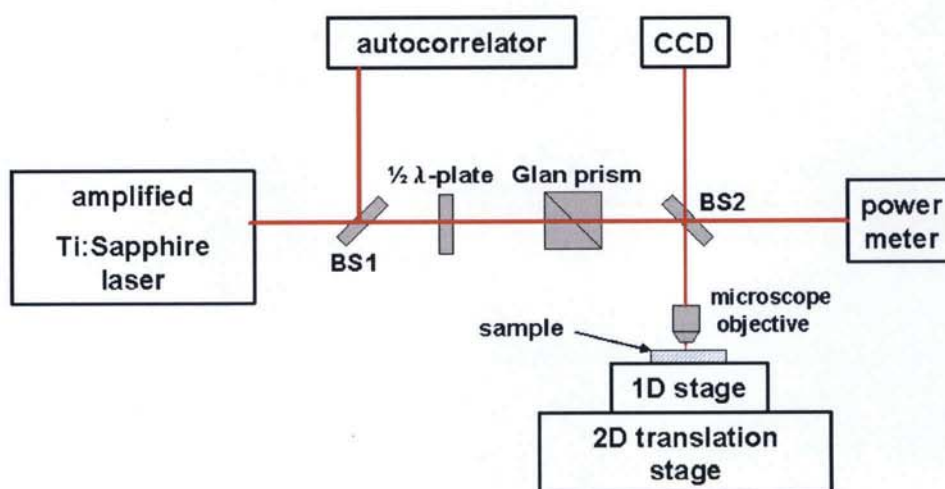 autocorrelator
CCD
amplified
Ti:Sapphire
laser
½ λ-plate
Glan prism
BS1
BS2
power
meter
microscope
objective
sample
1D stage
2D translation
stage